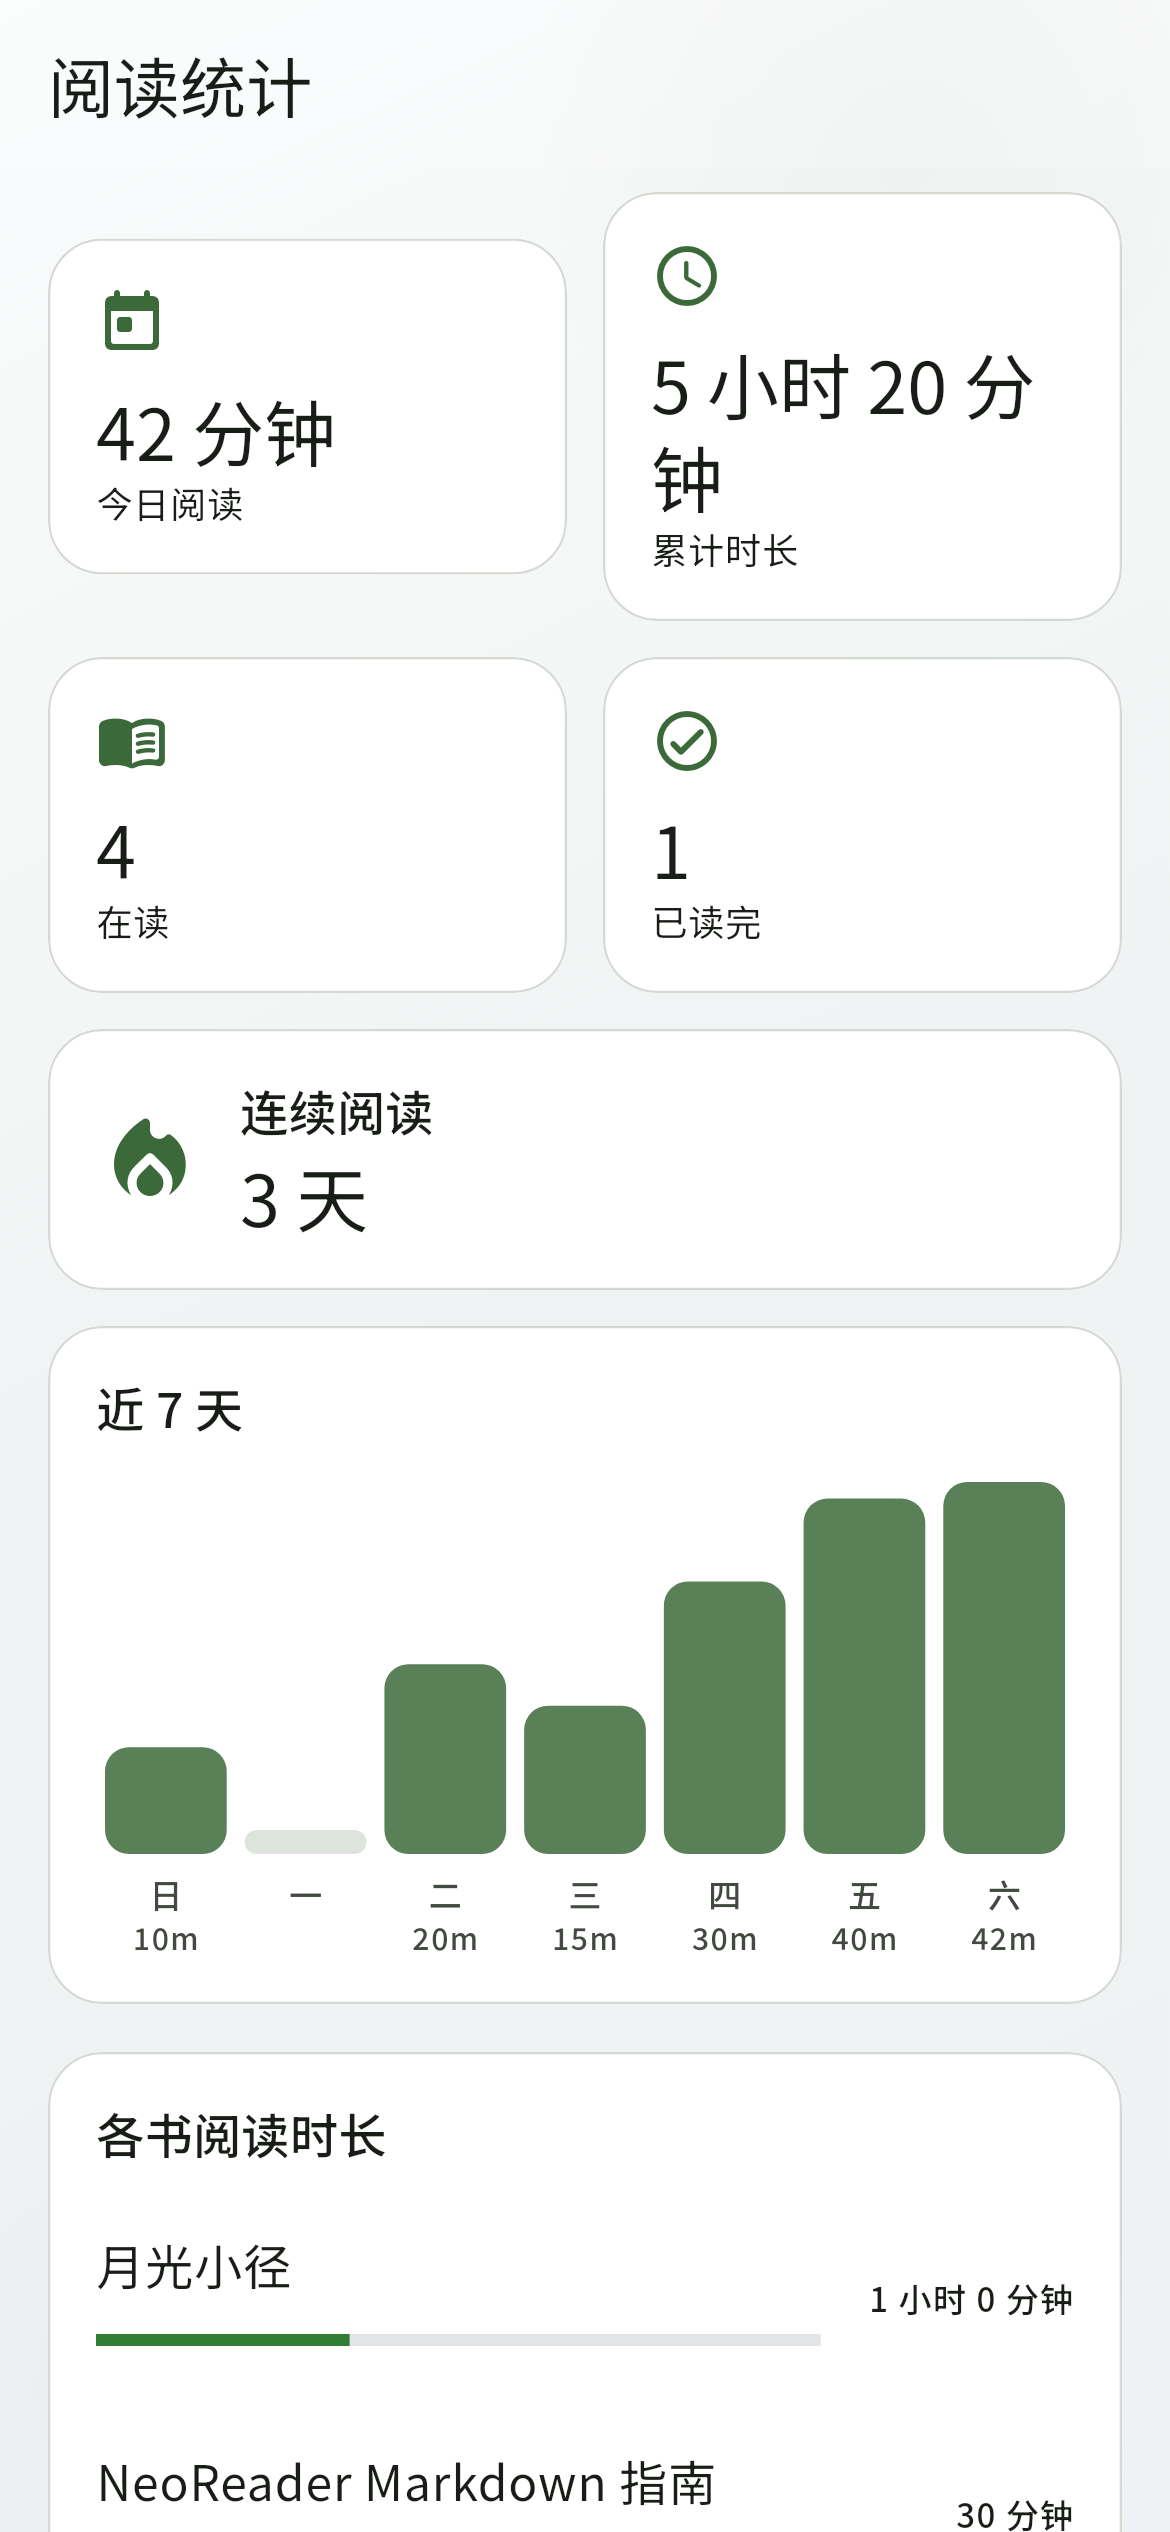 阅读统计
42 分钟
今日阅读
5 小时 20 分
钟
累计时长
4
在读
1
已读完
连续阅读
3 天
近 7 天
日 一 二 三 四 五 六
10m 20m 15m 30m 40m 42m
各书阅读时长
月光小径
1 小时 0 分钟
NeoReader Markdown 指南
30 分钟